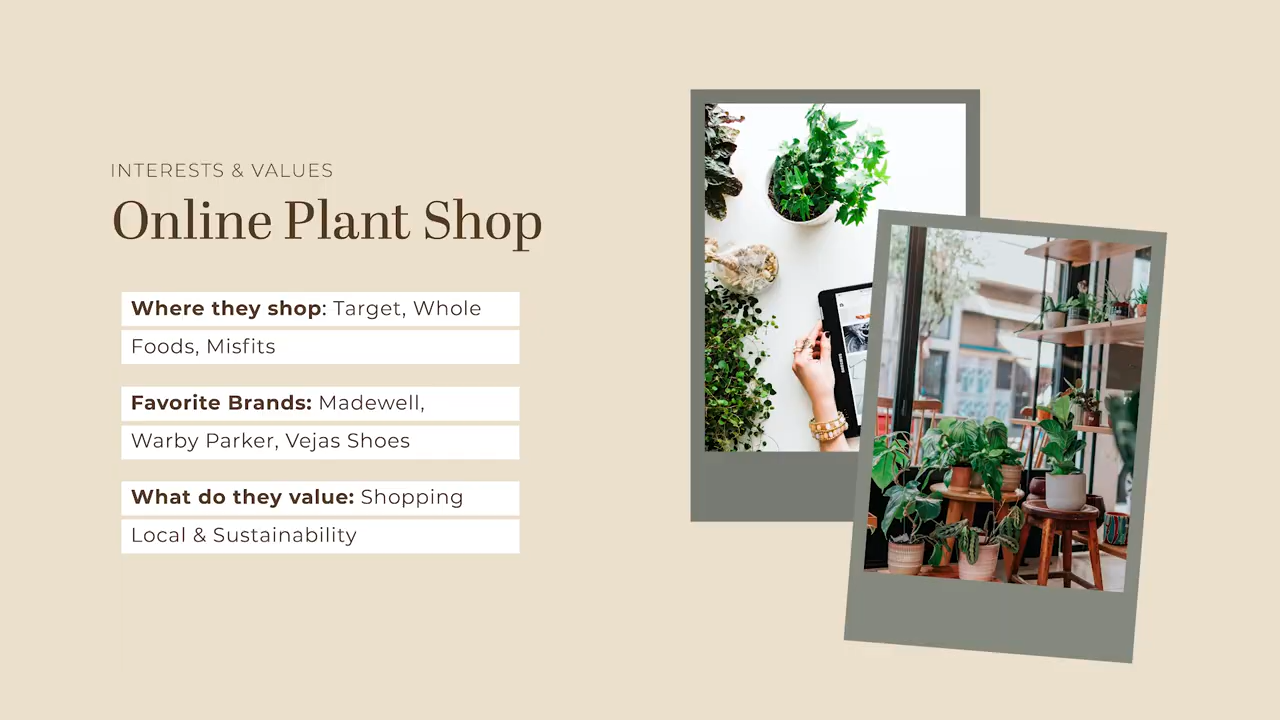 INTERESTS & VALUES
Online Plant Shop
Where they shop: Target, Whole
Foods, Misfits
Favorite Brands: Madewell,
Warby Parker, Vejas Shoes
What do they value: Shopping
Local & Sustainability
SAMSUNG